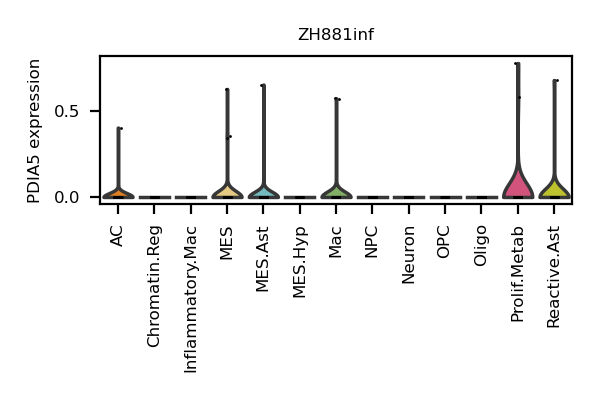 ZH881inf
PDIA5 expression
0.5
0.0
AC
Chromatin.Reg
Inflammatory.Mac
MES
MES.Ast
MES.Hyp
Mac
NPC
Neuron
OPC
Oligo
Prolif.Metab
Reactive.Ast